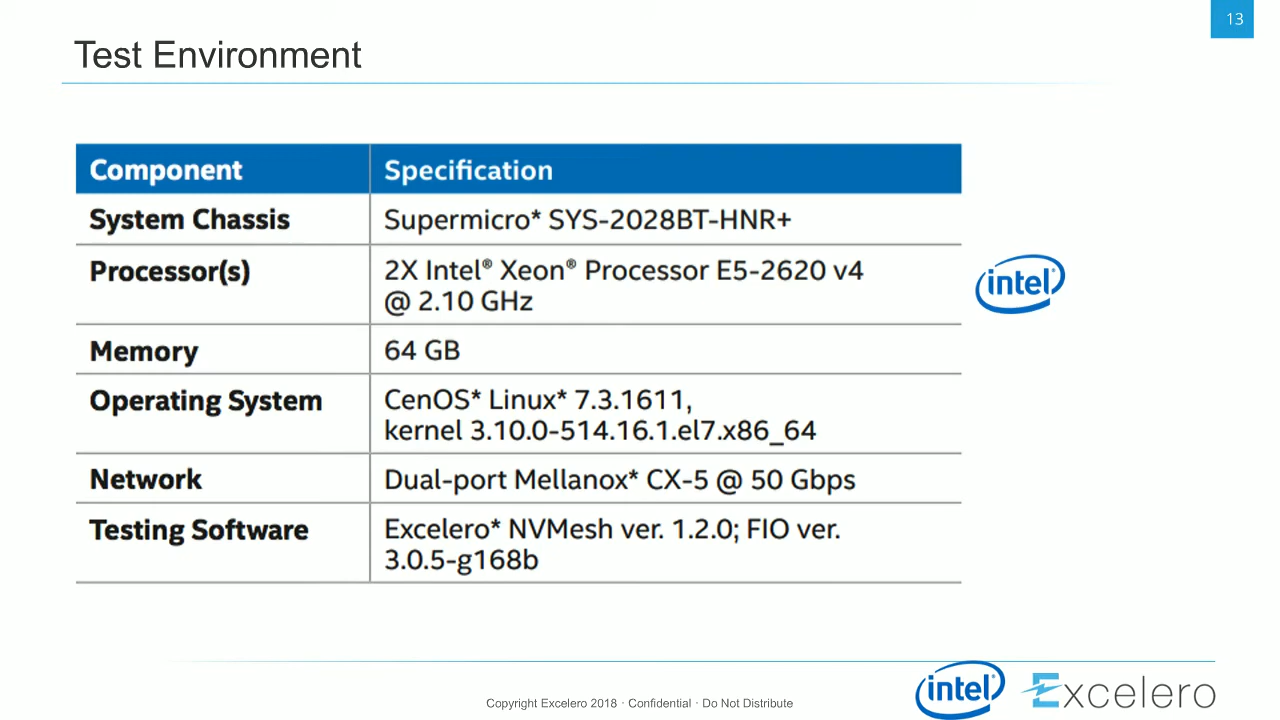 13
Test Environment
Component Specification
System Chassis Supermicro* SYS-2028BT-HNR+
Processor(s) 2X Intel® Xeon® Processor E5-2620 v4
@ 2.10 GHz
intel
Memory 64 GB
Operating System CenOS* Linux* 7.3.1611,
kernel 3.10.0-514.16.1.el7.x86_64
Network Dual-port Mellanox* CX-5 @ 50 Gbps
Testing Software Excelero* NVMesh ver. 1.2.0; FIO ver.
3.0.5-g168b
Copyright Excelero 2018 · Confidential · Do Not Distribute
intel Excelero